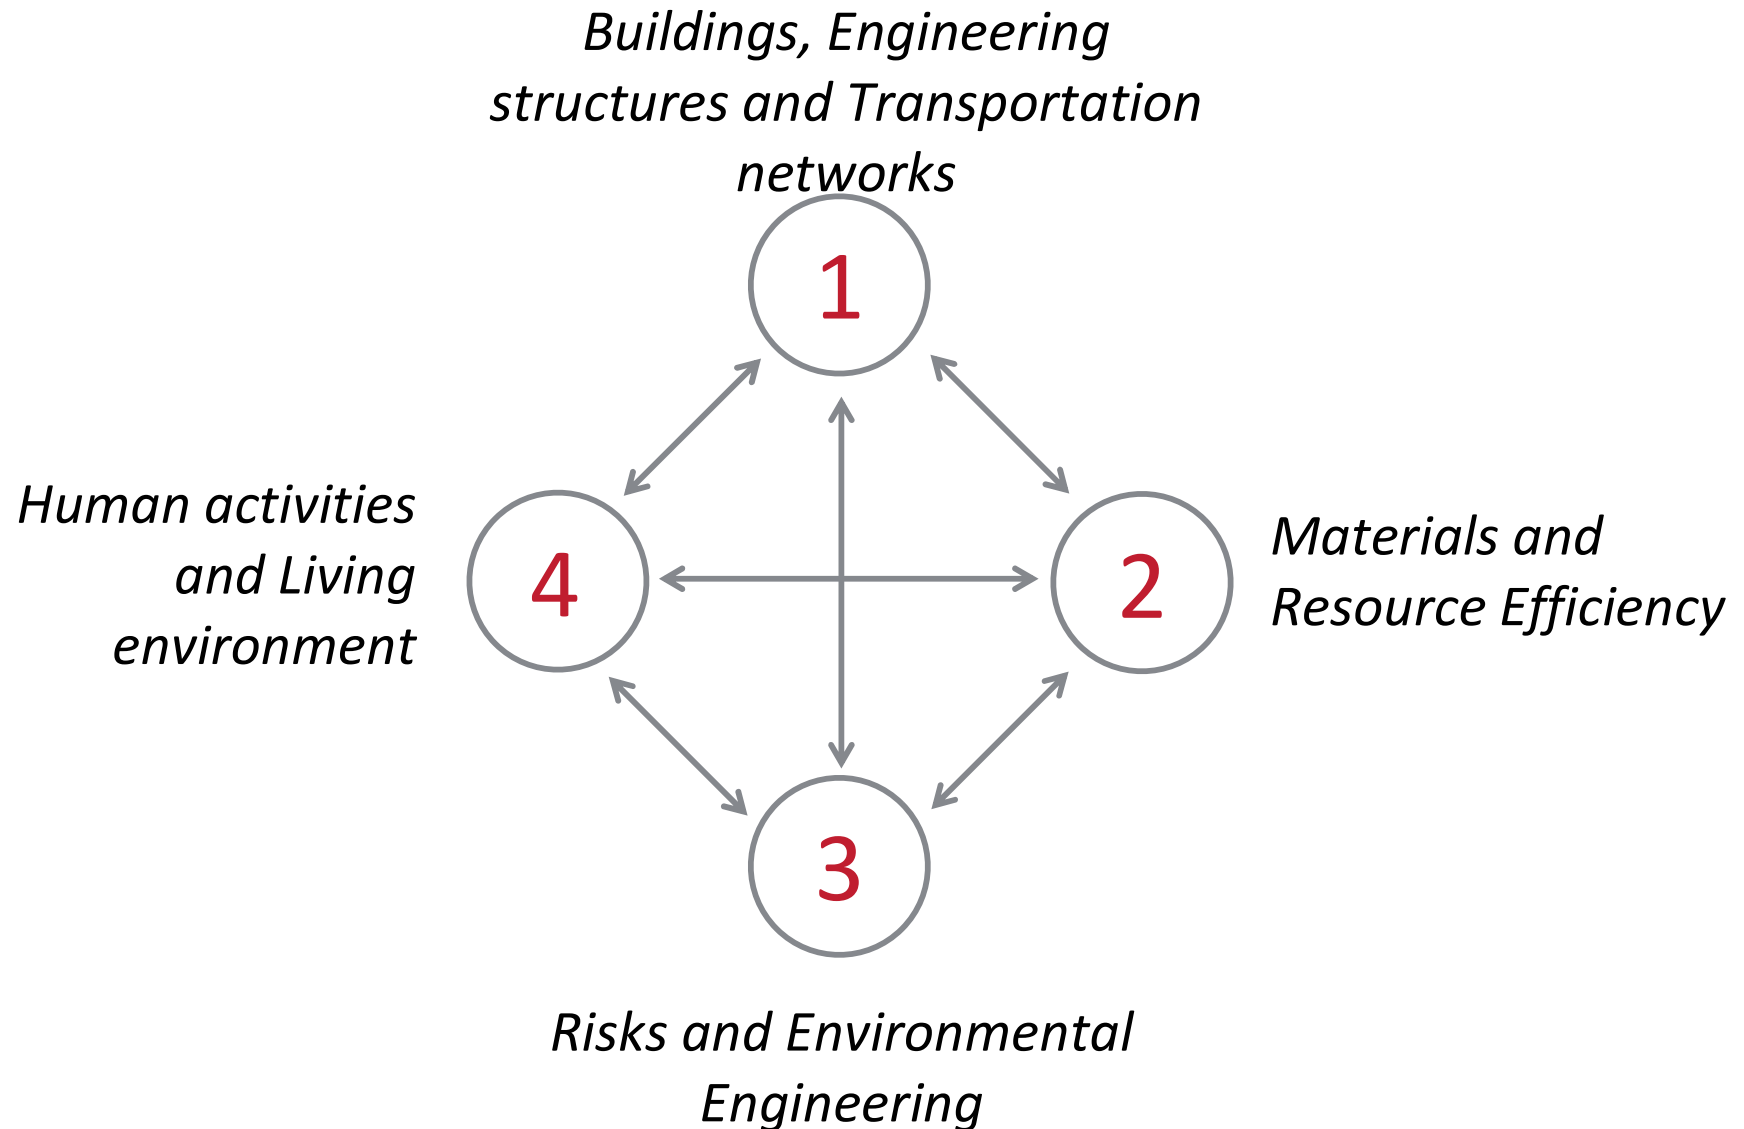 Buildings, Engineering
structures and Transportation
networks
1
Human activities
and Living
environment
4
2
Materials and
Resource Efficiency
3
Risks and Environmental
Engineering